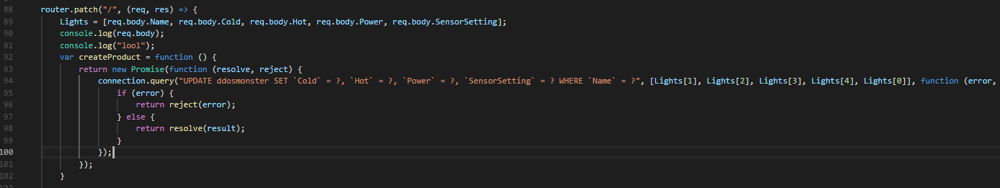 88 router.patch("/", (req, res) => {
89 Lights = [req.body.Name, req.body.Cold, req.body.Hot, req.body.Power, req.body.SensorSetting];
90 console.log(req.body);
91 console.log("lool");
92 var createProduct = function () {
93 return new Promise(function (resolve, reject) {
94 connection.query("UPDATE ddosmonster SET `Cold` = ?, `Hot` = ?, `Power` = ?, `SensorSetting` = ? WHERE `Name` = ?", [Lights[1], Lights[2], Lights[3], Lights[4], Lights[0]], function (error,
95 if (error) {
96 return reject(error);
97 } else {
98 return resolve(result);
99 }
100 });
101 });
102 }
103